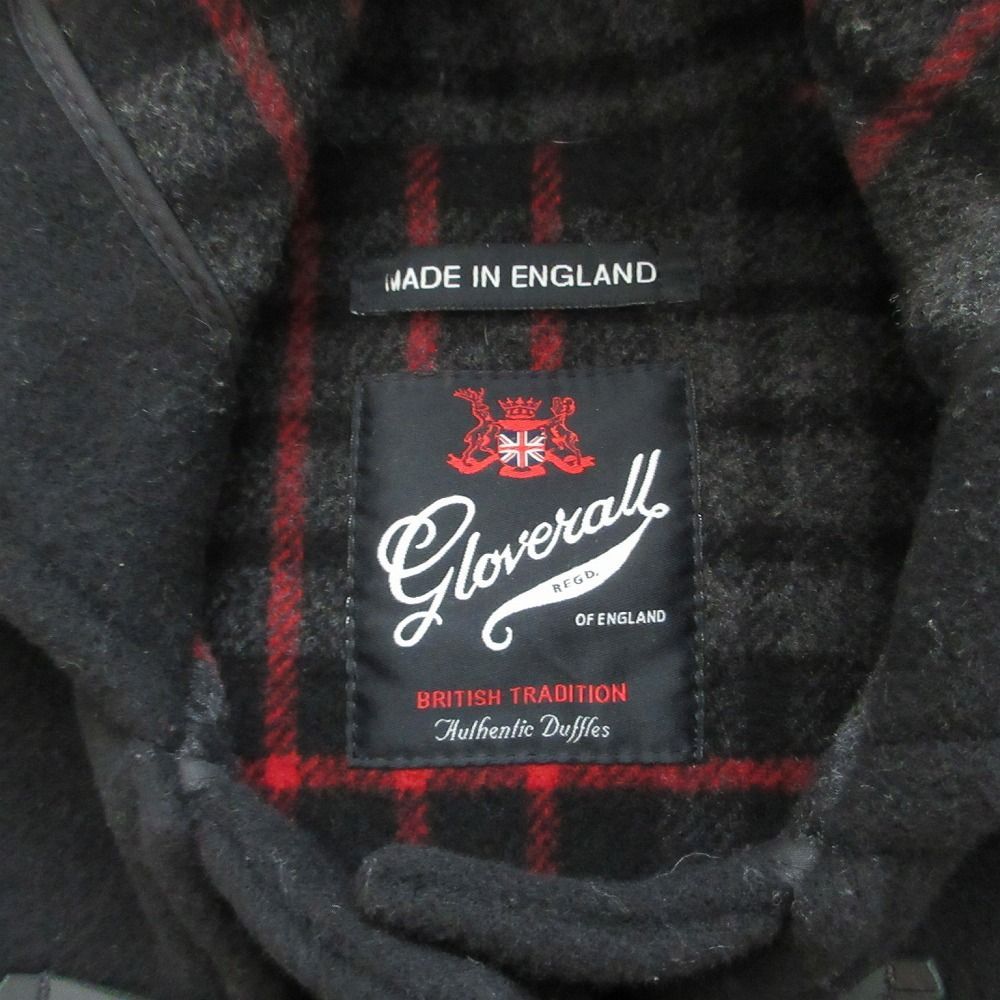 MADE IN ENGLAND
Gloverall
REGD.
OF ENGLAND
BRITISH TRADITION
Authentic Duffles